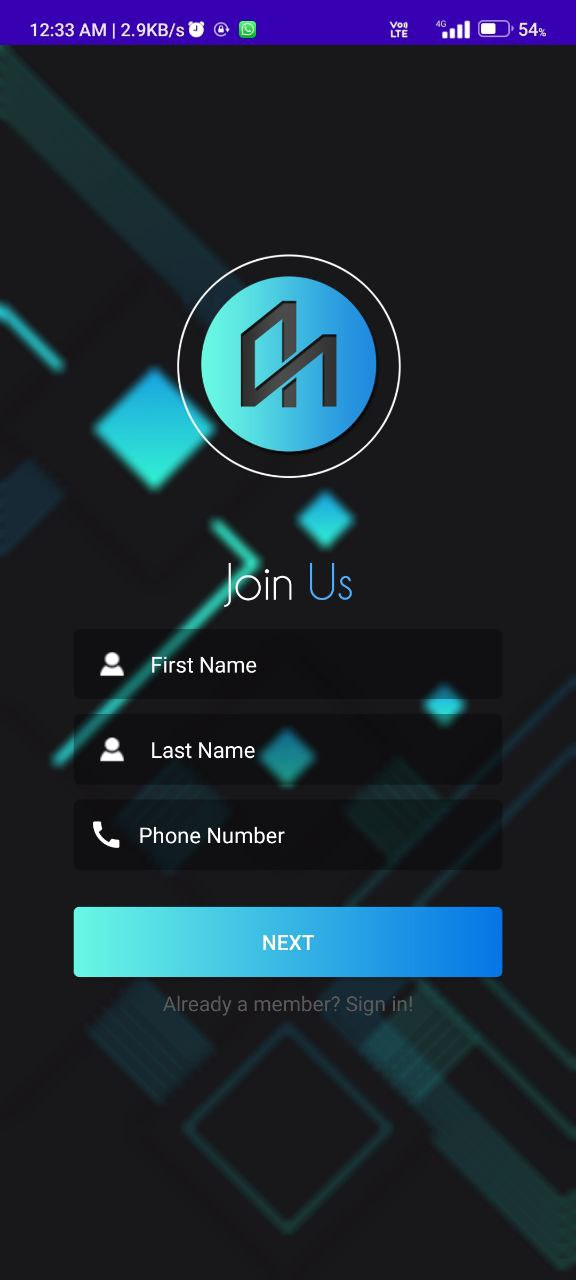 12:33 AM | 2.9KB/s Vo LTE 4G 54%
Join Us
First Name
Last Name
Phone Number
NEXT
Already a member? Sign in!